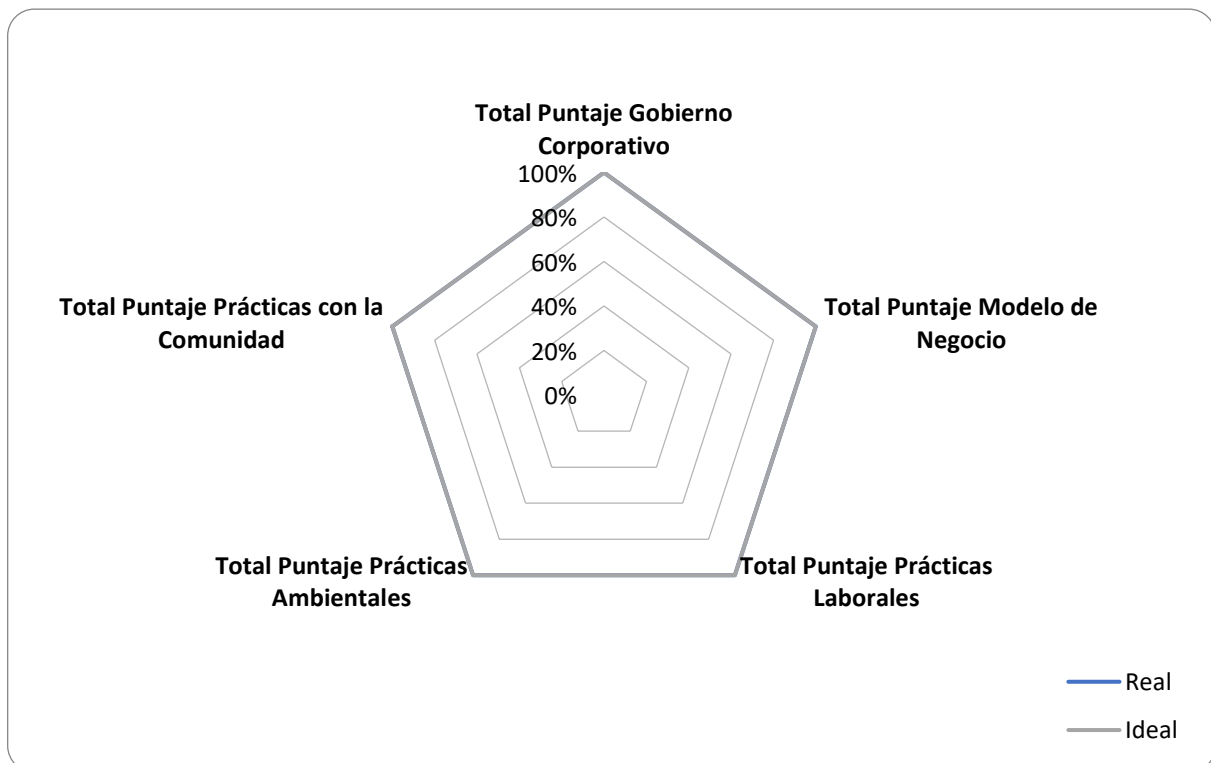 Total Puntaje Gobierno
Corporativo
100%
80%
60%
40%
20%
0%
Total Puntaje Modelo de
Negocio
Total Puntaje Prácticas
Laborales
Total Puntaje Prácticas
Ambientales
Total Puntaje Prácticas con la
Comunidad
Real
Ideal